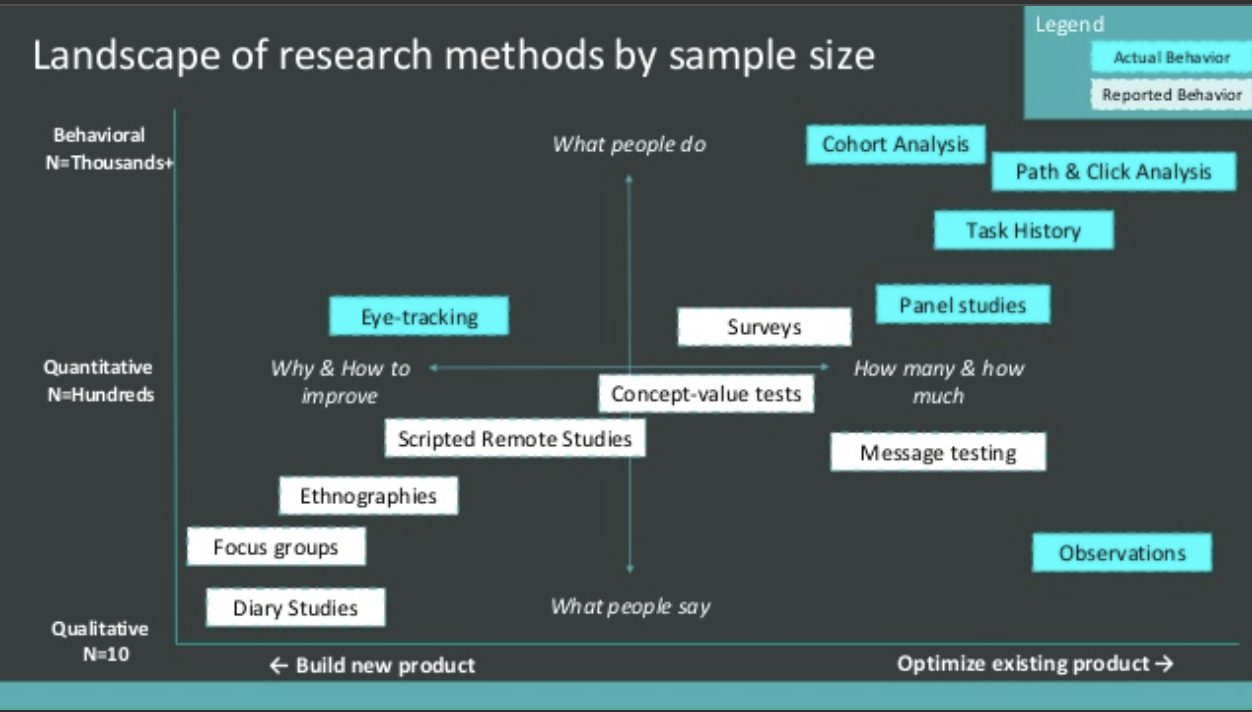 Landscape of research methods by sample size
Legend
Actual Behavior
Reported Behavior
Behavioral
N=Thousands+
What people do
Cohort Analysis
Path & Click Analysis
Task History
Eye-tracking
Surveys
Panel studies
Quantitative
N=Hundreds
Why & How to
improve
How many & how
much
Concept-value tests
Scripted Remote Studies
Message testing
Ethnographies
Focus groups
Observations
Diary Studies
What people say
Qualitative
N=10
← Build new product
Optimize existing product →